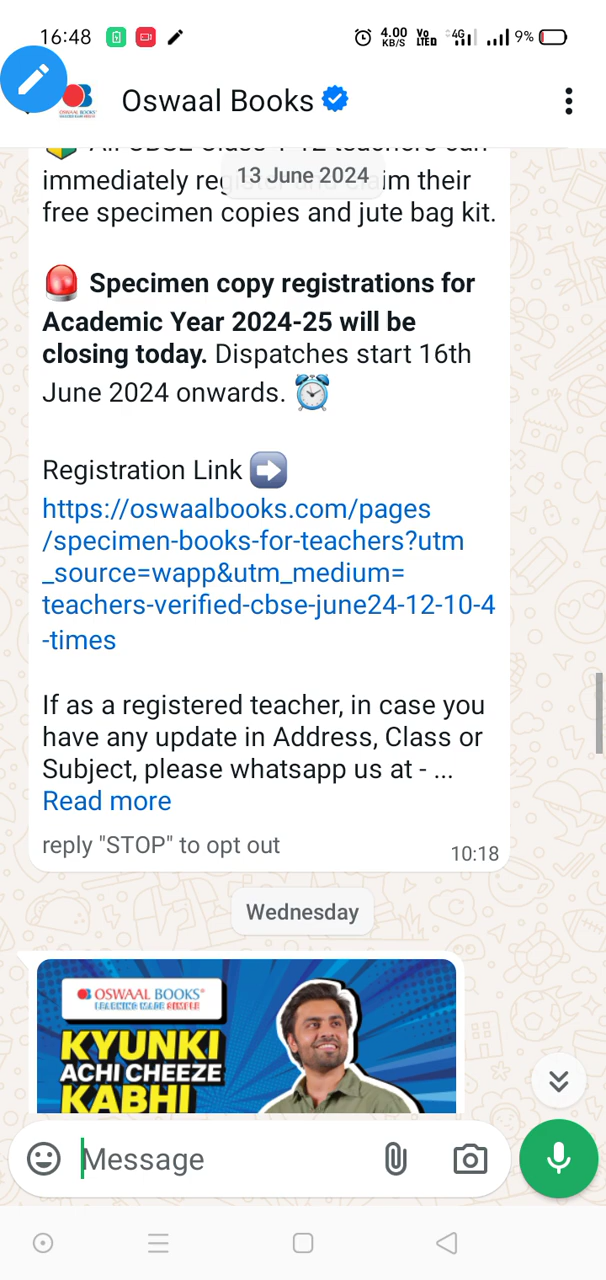 16:48
4.00 KB/S
4G
9%
Oswaal Books
13 June 2024
immediately register and claim their
free specimen copies and jute bag kit.
Specimen copy registrations for
Academic Year 2024-25 will be
closing today. Dispatches start 16th
June 2024 onwards.
Registration Link
https://oswaalbooks.com/pages
/specimen-books-for-teachers?utm
_source=wapp&utm_medium=
teachers-verified-cbse-june24-12-10-4
-times
If as a registered teacher, in case you
have any update in Address, Class or
Subject, please whatsapp us at - ...
Read more
reply "STOP" to opt out
10:18
Wednesday
OSWAAL BOOKS®
LEARNING MADE SIMPLE
KYUNKI
ACHI CHEEZE
KABHI
Message